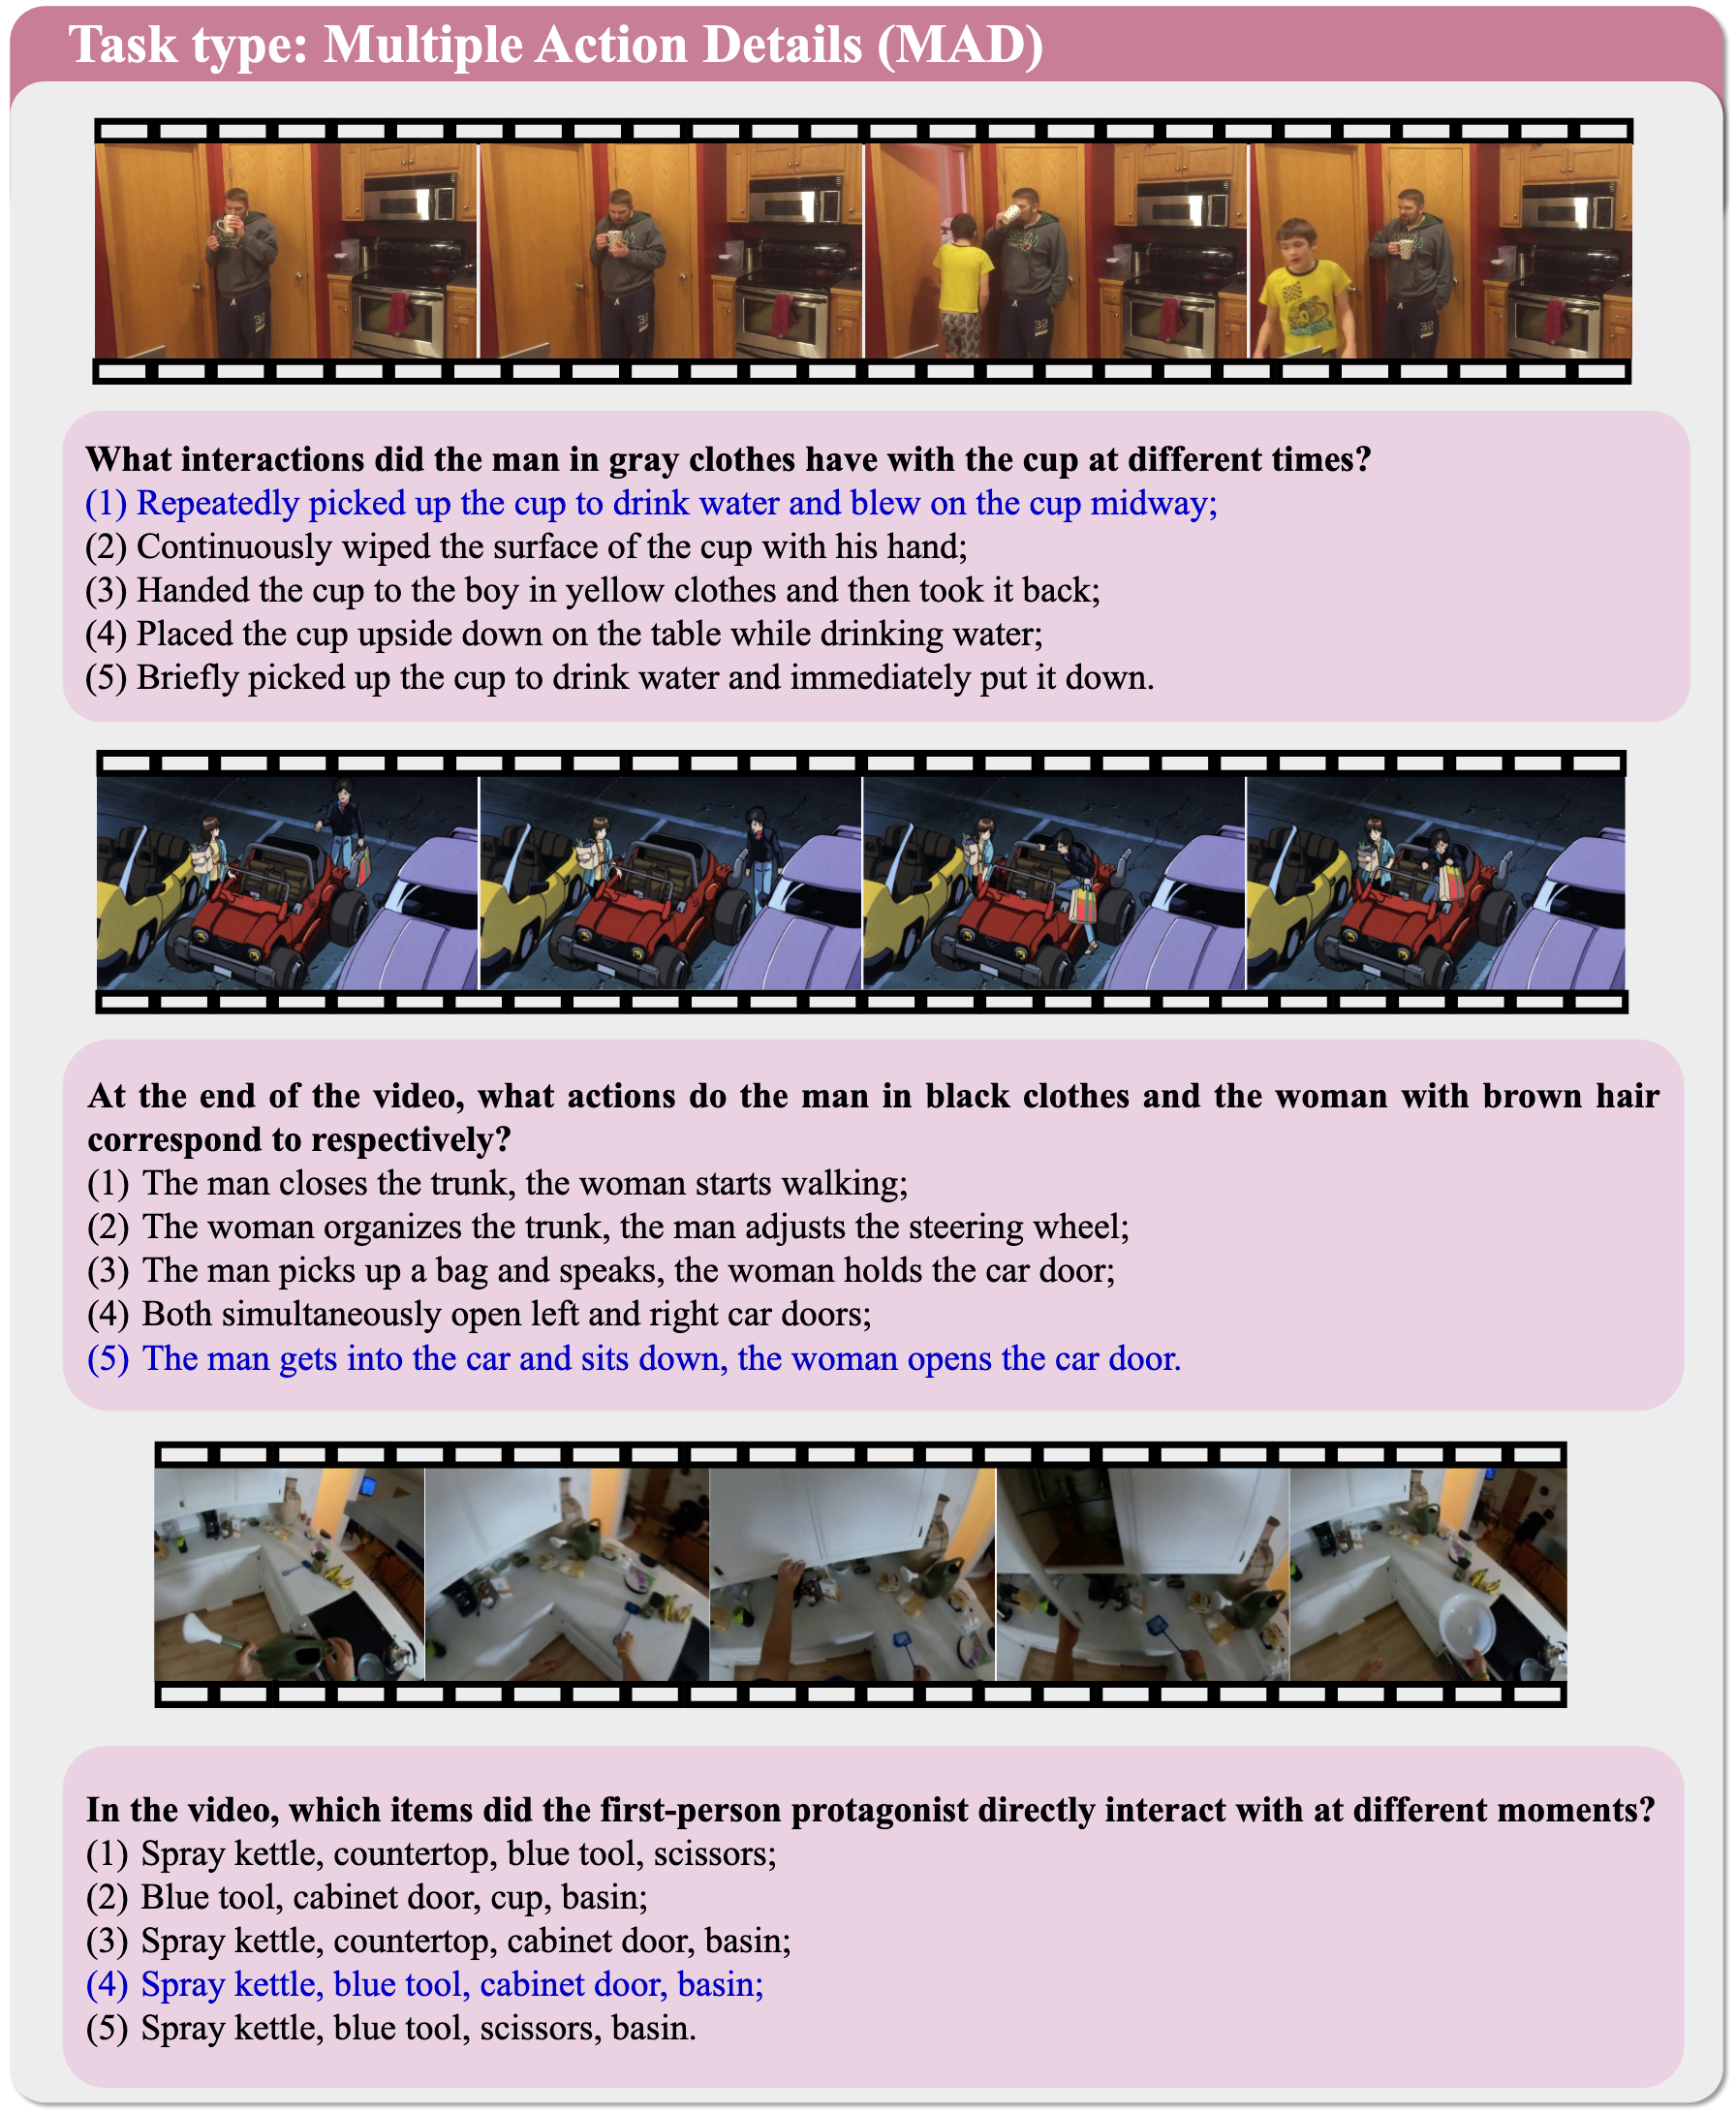 Task type: Multiple Action Details (MAD)
32
32
32
What interactions did the man in gray clothes have with the cup at different times?
(1) Repeatedly picked up the cup to drink water and blew on the cup midway;
(2) Continuously wiped the surface of the cup with his hand;
(3) Handed the cup to the boy in yellow clothes and then took it back;
(4) Placed the cup upside down on the table while drinking water;
(5) Briefly picked up the cup to drink water and immediately put it down.
At the end of the video, what actions do the man in black clothes and the woman with brown hair
correspond to respectively?
(1) The man closes the trunk, the woman starts walking;
(2) The woman organizes the trunk, the man adjusts the steering wheel;
(3) The man picks up a bag and speaks, the woman holds the car door;
(4) Both simultaneously open left and right car doors;
(5) The man gets into the car and sits down, the woman opens the car door.
In the video, which items did the first-person protagonist directly interact with at different moments?
(1) Spray kettle, countertop, blue tool, scissors;
(2) Blue tool, cabinet door, cup, basin;
(3) Spray kettle, countertop, cabinet door, basin;
(4) Spray kettle, blue tool, cabinet door, basin;
(5) Spray kettle, blue tool, scissors, basin.